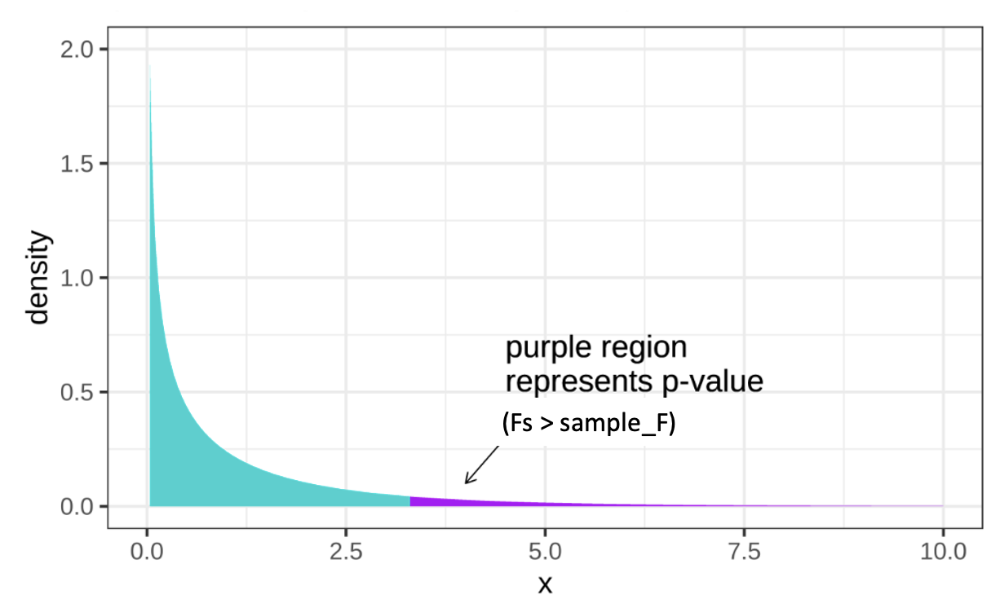 2.0
1.5
1.0
0.5
0.0
density
purple region
represents p-value
(Fs > sample_F)
0.0 2.5 5.0 7.5 10.0
x